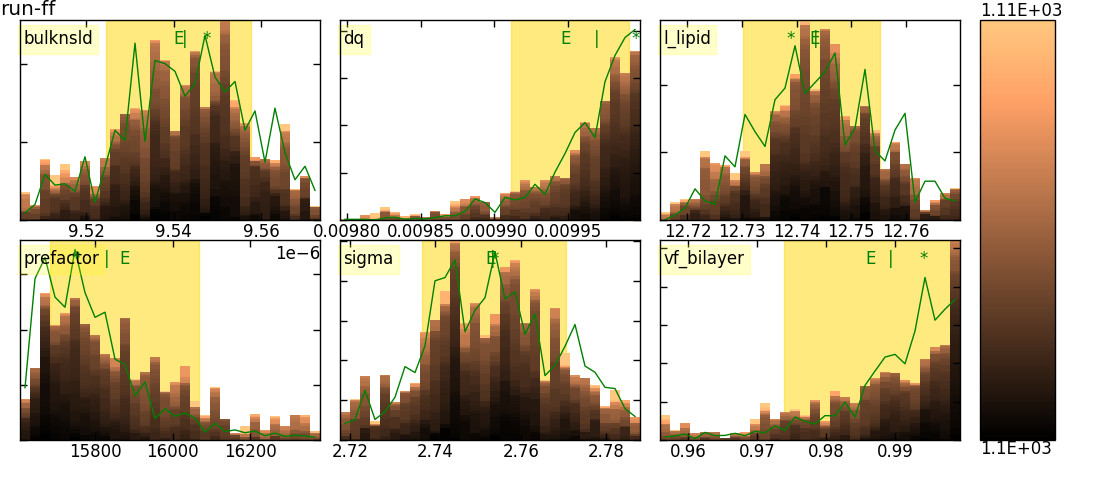 run-ff
1.11E+03
bulknsld E | *
dq E | *
l_lipid * | E
9.52 9.54 9.56
0.00980 0.00985 0.00990 0.00995
12.72 12.73 12.74 12.75 12.76
prefactor * | E 1e−6
sigma E | *
vf_bilayer E | *
15800 16000 16200
2.72 2.74 2.76 2.78
0.96 0.97 0.98 0.99
1.1E+03